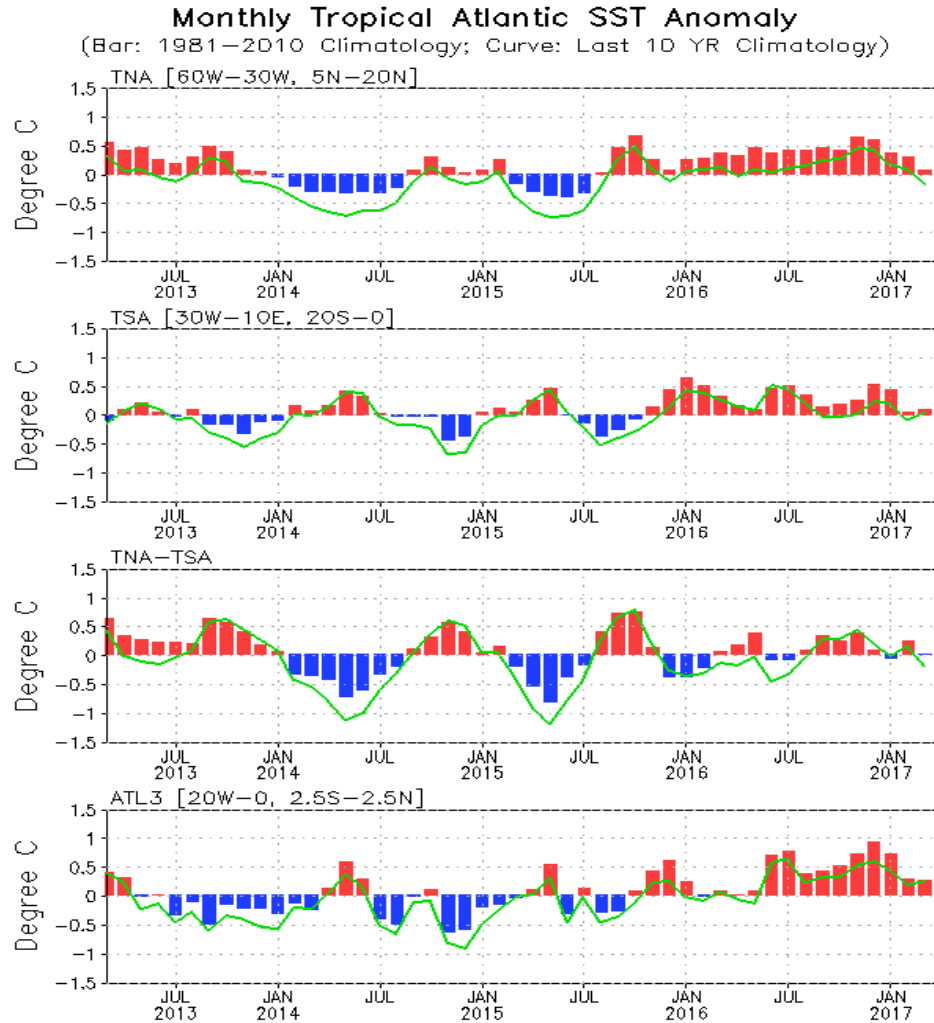 Monthly Tropical Atlantic SST Anomaly
(Bar: 1981-2010 Climatology; Curve: Last 10 YR Climatology)
TNA [60W-30W, 5N-20N]
Degree C
1.5
1
0.5
0
-0.5
-1
-1.5
JUL JAN JUL JAN JUL JAN JUL JAN
2013 2014 2015 2016 2017
TSA [30W-10E, 20S-0]
Degree C
1.5
1
0.5
0
-0.5
-1
-1.5
JUL JAN JUL JAN JUL JAN JUL JAN
2013 2014 2015 2016 2017
TNA-TSA
Degree C
1.5
1
0.5
0
-0.5
-1
-1.5
JUL JAN JUL JAN JUL JAN JUL JAN
2013 2014 2015 2016 2017
ATL3 [20W-0, 2.5S-2.5N]
Degree C
1.5
1
0.5
0
-0.5
-1
-1.5
JUL JAN JUL JAN JUL JAN JUL JAN
2013 2014 2015 2016 2017